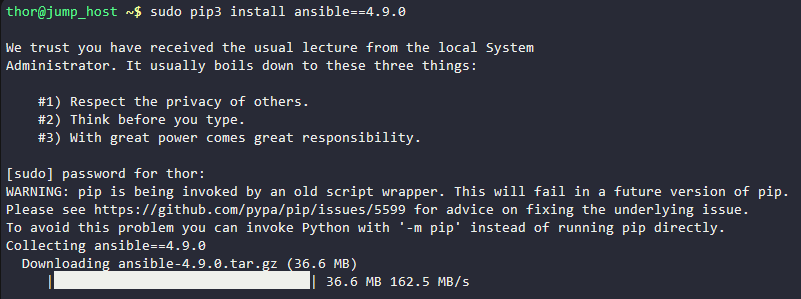 thor@jump_host ~$ sudo pip3 install ansible==4.9.0
We trust you have received the usual lecture from the local System
Administrator. It usually boils down to these three things:
#1) Respect the privacy of others.
#2) Think before you type.
#3) With great power comes great responsibility.
[sudo] password for thor:
WARNING: pip is being invoked by an old script wrapper. This will fail in a future version of pip.
Please see https://github.com/pypa/pip/issues/5599 for advice on fixing the underlying issue.
To avoid this problem you can invoke Python with '-m pip' instead of running pip directly.
Collecting ansible==4.9.0
Downloading ansible-4.9.0.tar.gz (36.6 MB)
| | 36.6 MB 162.5 MB/s